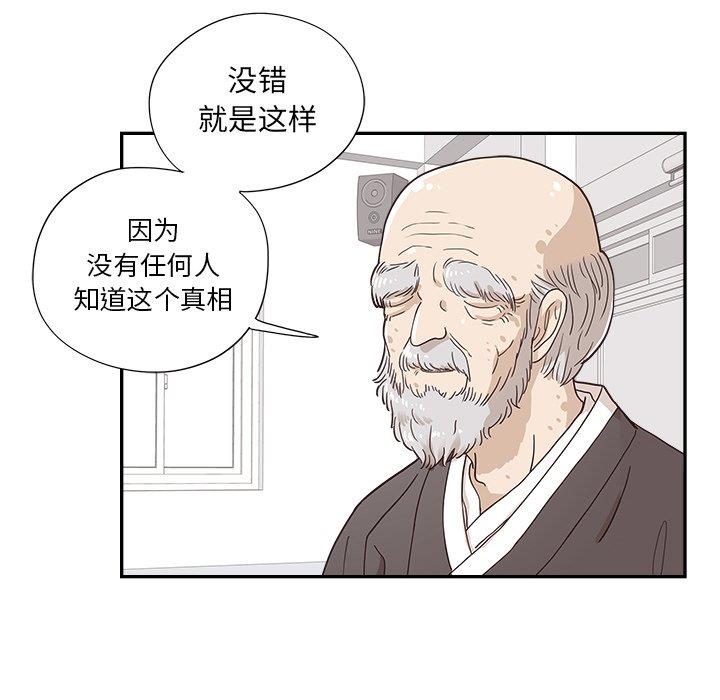 没错
就是这样
因为
没有任何人
知道这个真相